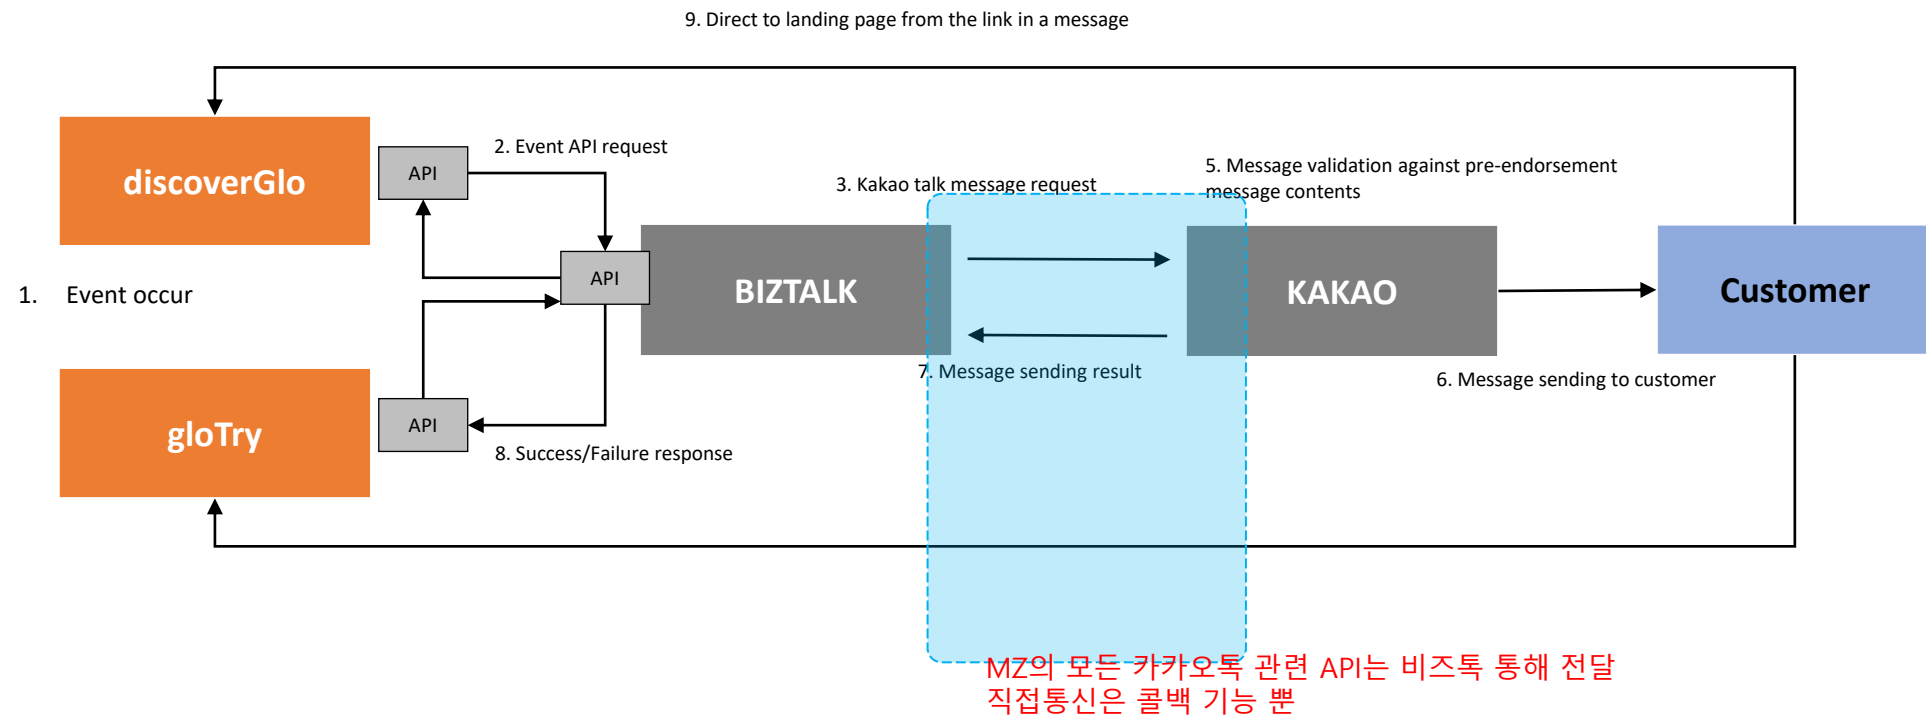 9. Direct to landing page from the link in a message
discoverGlo
API
2. Event API request
3. Kakao talk message request
5. Message validation against pre-endorsement
message contents
1. Event occur
API
BIZTALK
KAKAO
Customer
7. Message sending result
6. Message sending to customer
gloTry
API
8. Success/Failure response
MZ의 모든 카카오톡 관련 API는 비즈톡 통해 전달
직접통신은 콜백 기능 뿐